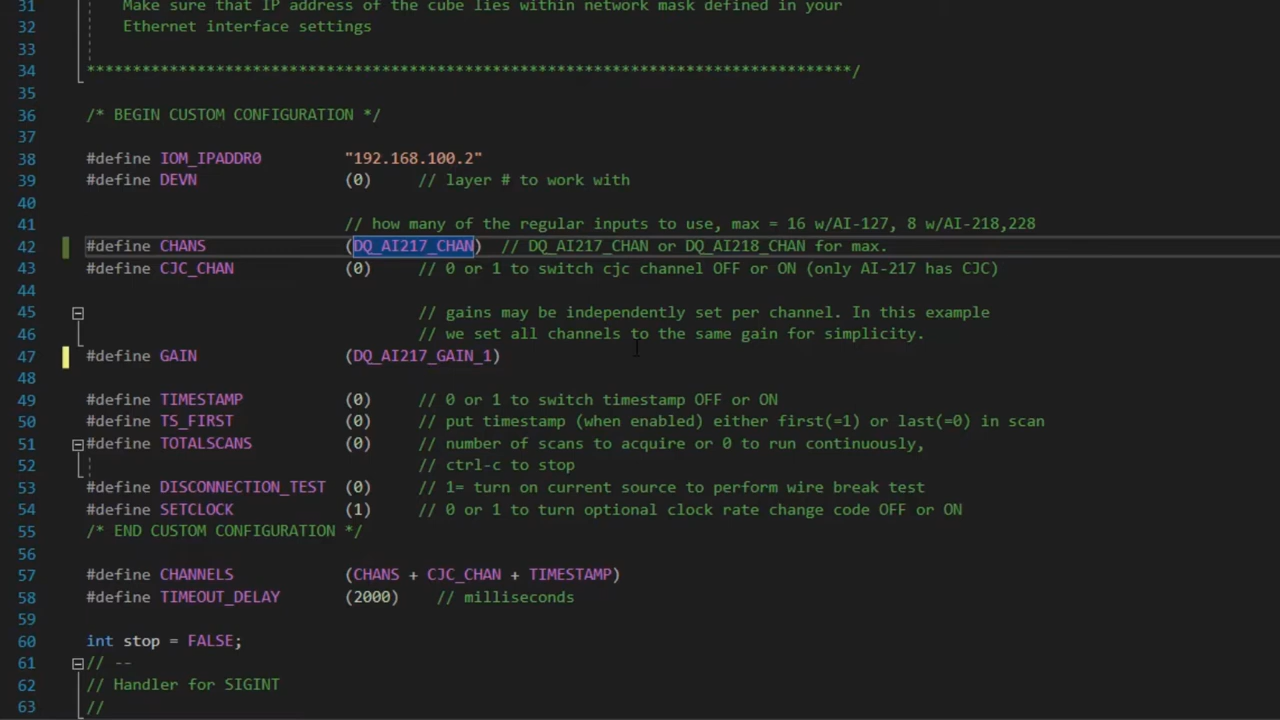 31 Make sure that IP address of the cube lies within network mask defined in your
32 Ethernet interface settings
33
34 ***********************************************************************************/
35
36 /* BEGIN CUSTOM CONFIGURATION */
37
38 #define IOM_IPADDR0 "192.168.100.2"
39 #define DEVN (0) // layer # to work with
40
41 // how many of the regular inputs to use, max = 16 w/AI-127, 8 w/AI-218,228
42 #define CHANS (DQ_AI217_CHAN) // DQ_AI217_CHAN or DQ_AI218_CHAN for max.
43 #define CJC_CHAN (0) // 0 or 1 to switch cjc channel OFF or ON (only AI-217 has CJC)
44
45 // gains may be independently set per channel. In this example
46 // we set all channels to the same gain for simplicity.
47 #define GAIN (DQ_AI217_GAIN_1)
48
49 #define TIMESTAMP (0) // 0 or 1 to switch timestamp OFF or ON
50 #define TS_FIRST (0) // put timestamp (when enabled) either first(=1) or last(=0) in scan
51 #define TOTALSCANS (0) // number of scans to acquire or 0 to run continuously,
52 // ctrl-c to stop
53 #define DISCONNECTION_TEST (0) // 1= turn on current source to perform wire break test
54 #define SETCLOCK (1) // 0 or 1 to turn optional clock rate change code OFF or ON
55 /* END CUSTOM CONFIGURATION */
56
57 #define CHANNELS (CHANS + CJC_CHAN + TIMESTAMP)
58 #define TIMEOUT_DELAY (2000) // milliseconds
59
60 int stop = FALSE;
61 // --
62 // Handler for SIGINT
63 //